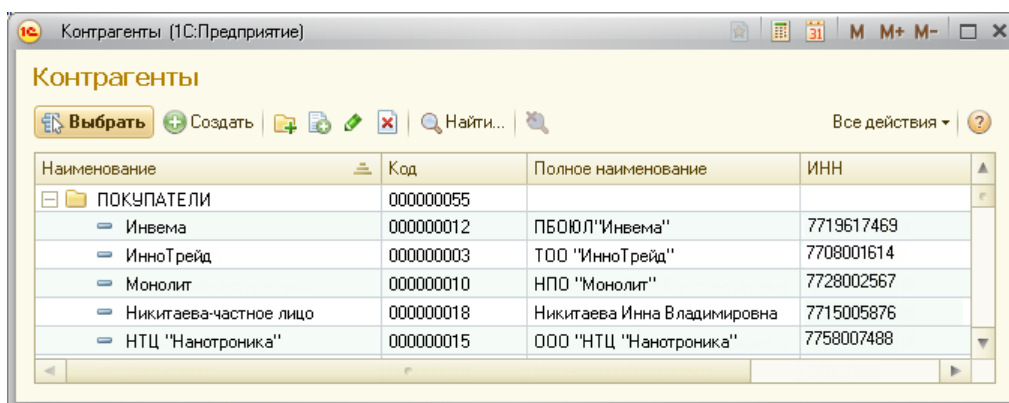 1С Контрагенты (1С:Предприятие) 31 M M+ M-
Контрагенты
Выбрать Создать Найти... Все действия ?
Наименование Код Полное наименование ИНН
ПОКУПАТЕЛИ 000000055
Инвема 000000012 ПБОЮЛ"Инвема" 7719617469
ИнноТрейд 000000003 ТОО "ИнноТрейд" 7708001614
Монолит 000000010 НПО "Монолит" 7728002567
Никитаева-частное лицо 000000018 Никитаева Инна Владимировна 7715005876
НТЦ "Нанотроника" 000000015 ООО "НТЦ "Нанотроника" 7758007488